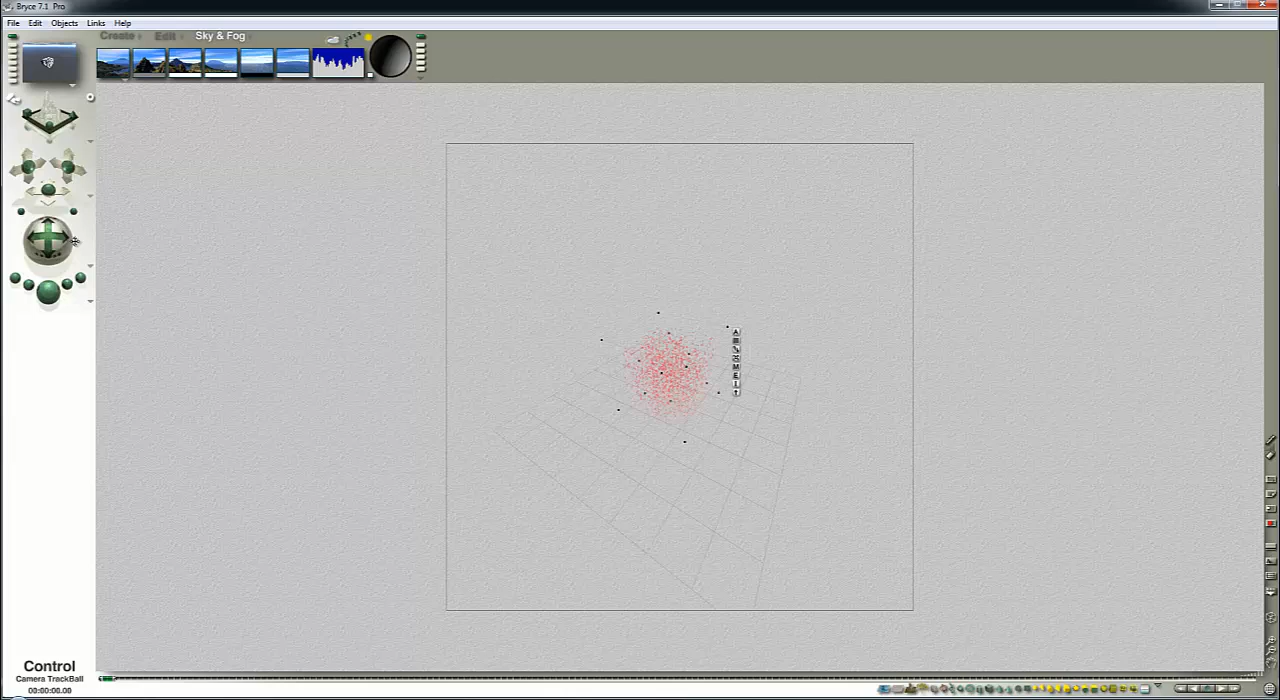 Bryce 7.1 Pro
File Edit Objects Links Help
Create Edit Sky & Fog
A
M
E
Control
Camera TrackBall
00:00:00.00